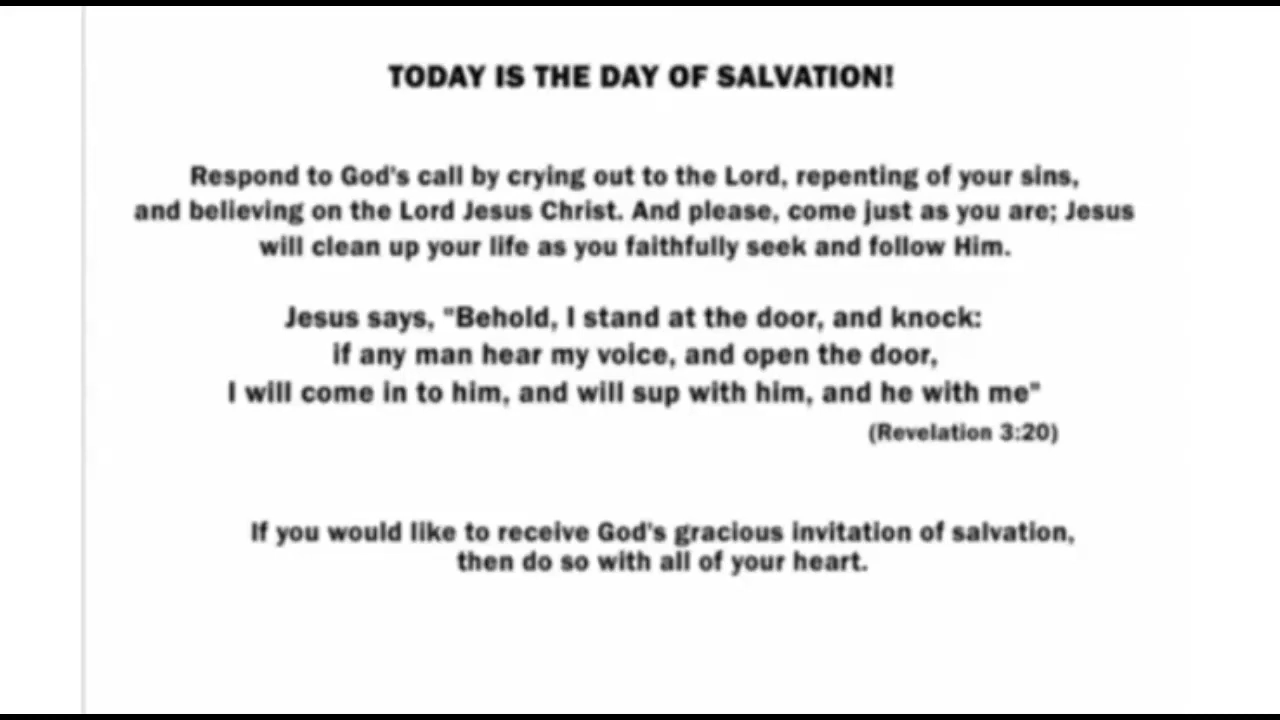 TODAY IS THE DAY OF SALVATION!
Respond to God's call by crying out to the Lord, repenting of your sins,
and believing on the Lord Jesus Christ. And please, come just as you are; Jesus
will clean up your life as you faithfully seek and follow Him.
Jesus says, "Behold, I stand at the door, and knock:
if any man hear my voice, and open the door,
I will come in to him, and will sup with him, and he with me"
(Revelation 3:20)
If you would like to receive God's gracious invitation of salvation,
then do so with all of your heart.